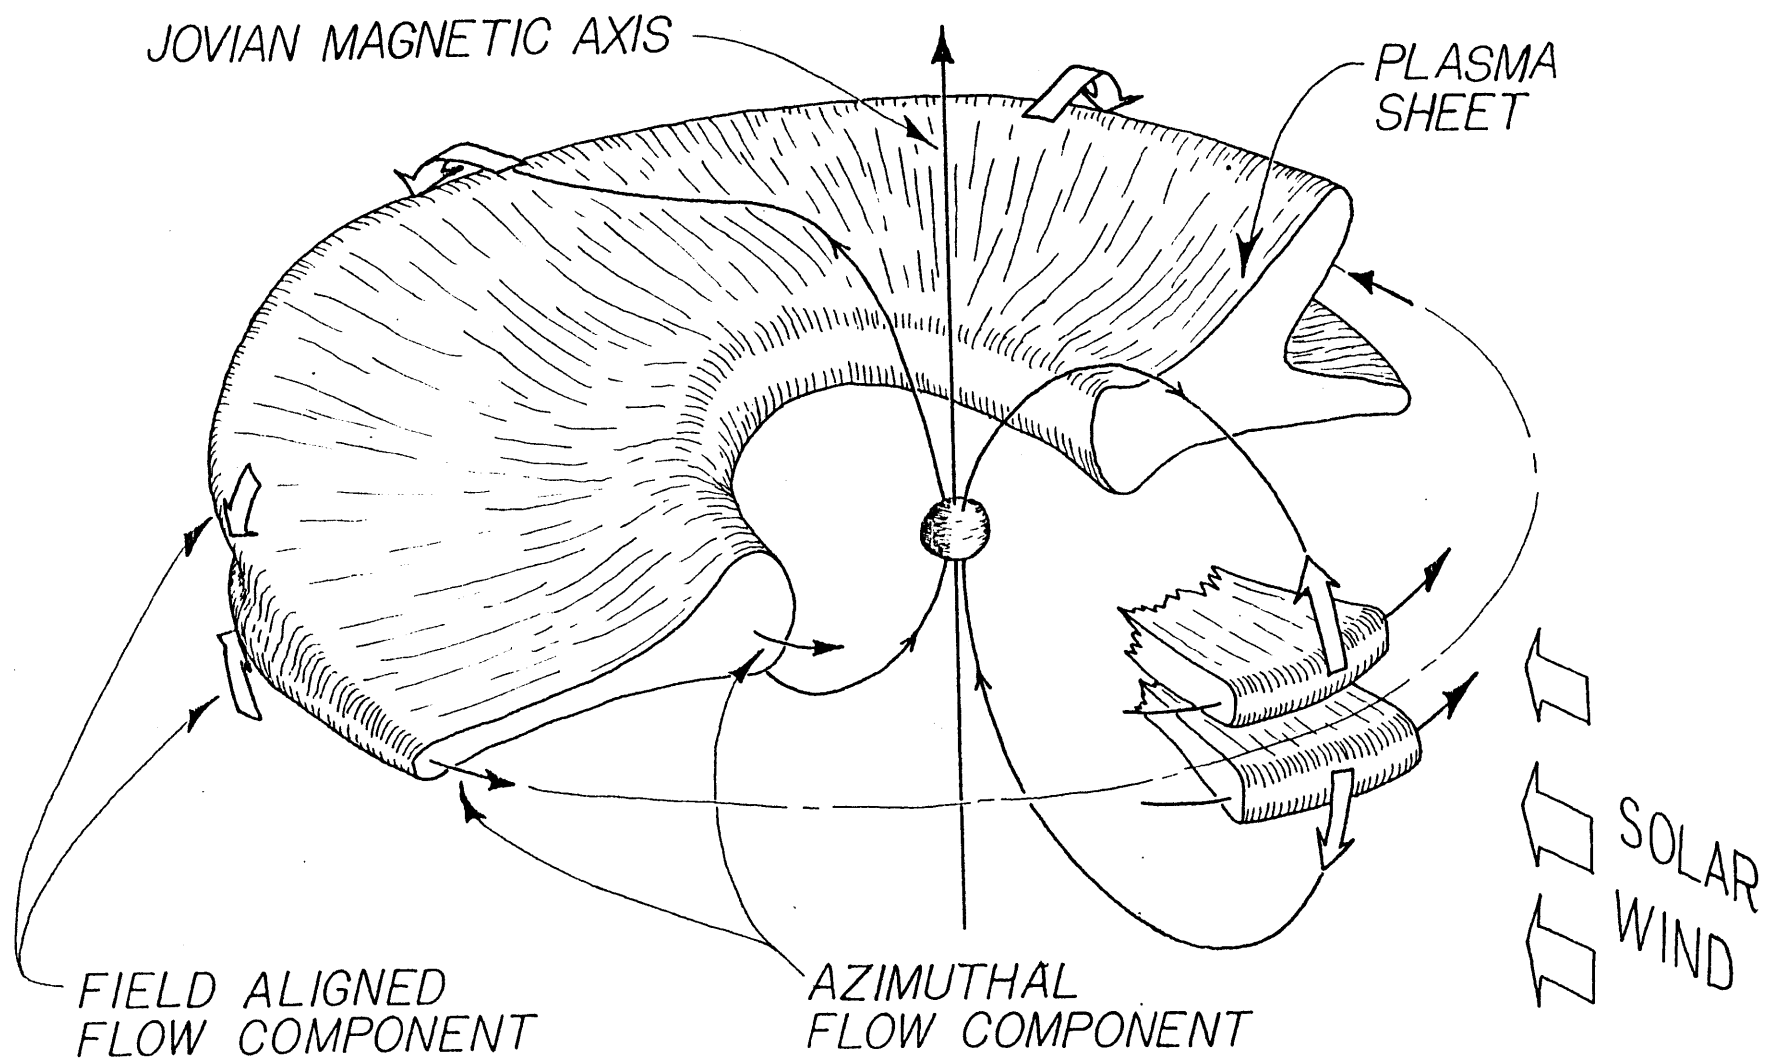 JOVIAN MAGNETIC AXIS
PLASMA
SHEET
SOLAR
WIND
FIELD ALIGNED
FLOW COMPONENT
AZIMUTHAL
FLOW COMPONENT